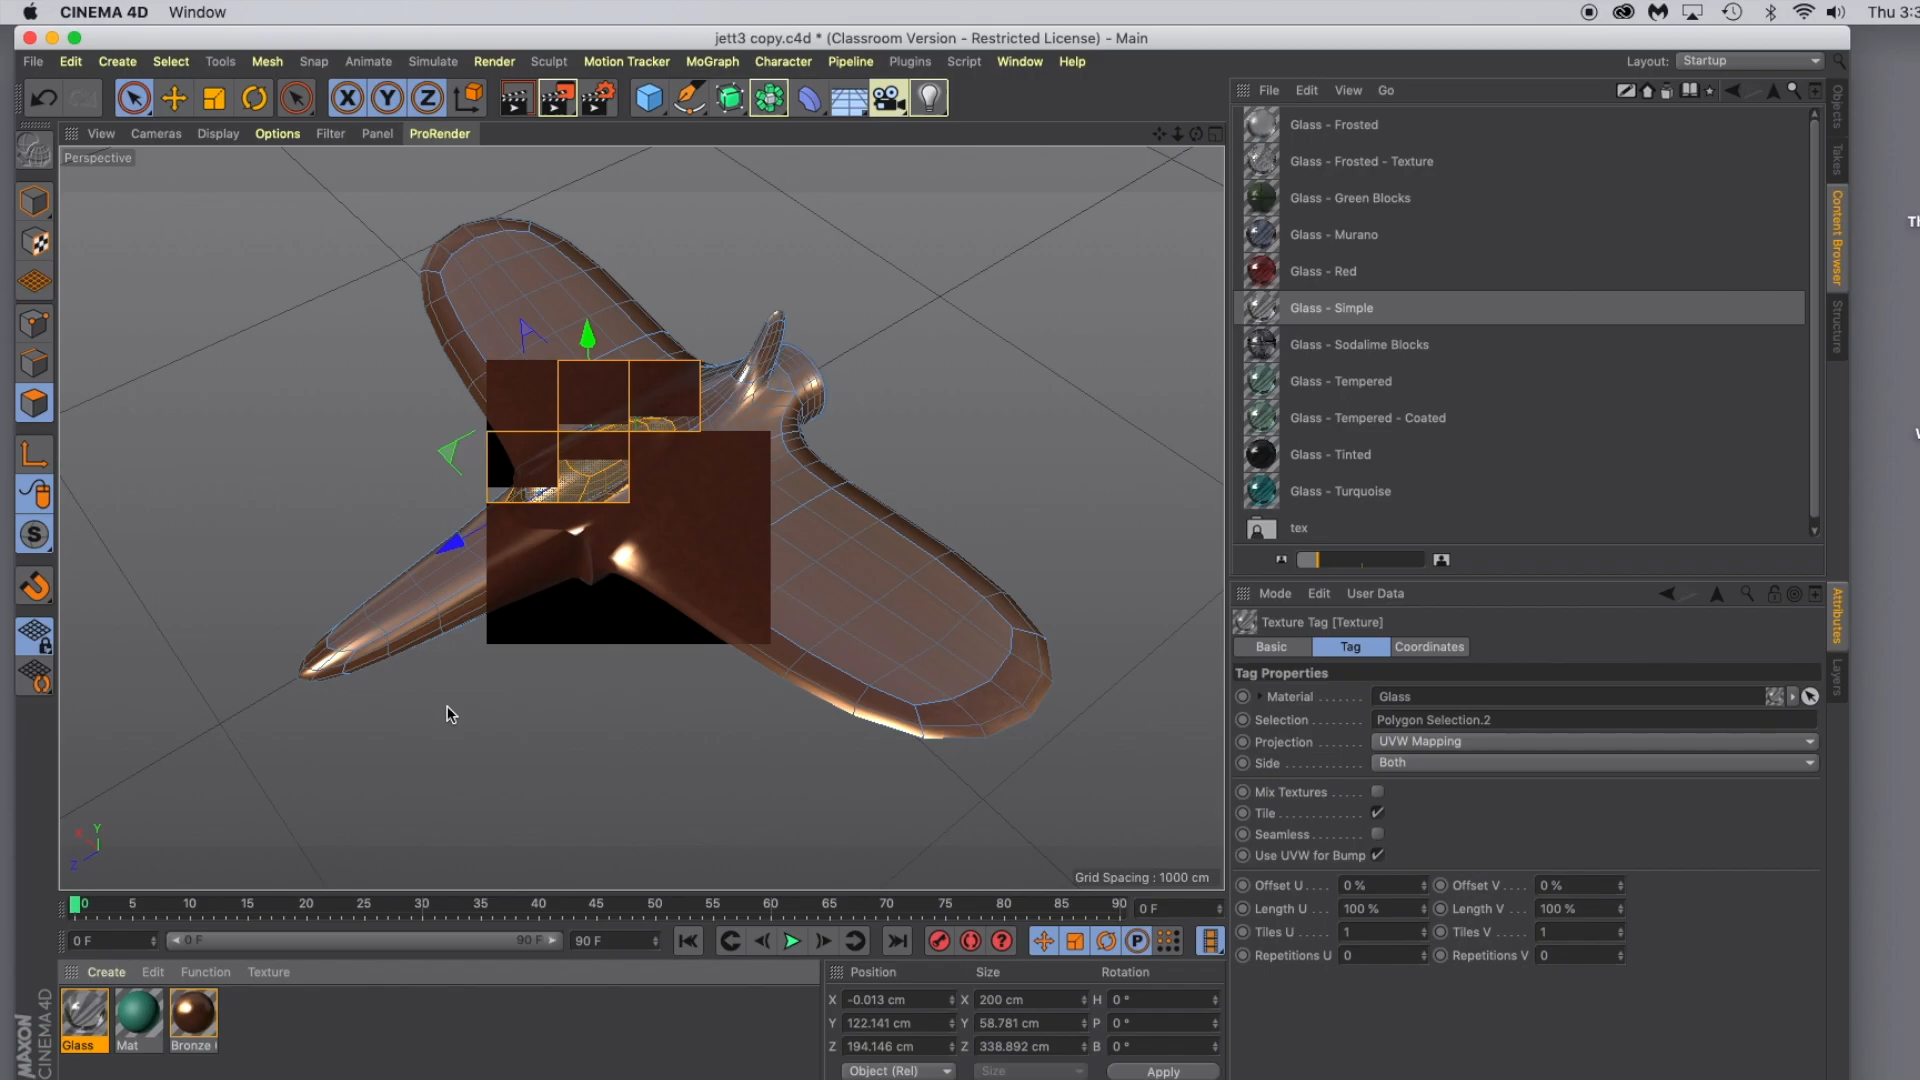 CINEMA 4D Window Thu 3:3
jett3 copy.c4d * (Classroom Version - Restricted License) - Main
File Edit Create Select Tools Mesh Snap Animate Simulate Render Sculpt Motion Tracker MoGraph Character Pipeline Plugins Script Window Help Layout: Startup
File Edit View Go
View Cameras Display Options Filter Panel ProRender
Perspective
Glass - Frosted
Glass - Frosted - Texture
Glass - Green Blocks
Glass - Murano
Glass - Red
Glass - Simple
Glass - Sodalime Blocks
Glass - Tempered
Glass - Tempered - Coated
Glass - Tinted
Glass - Turquoise
tex
Objects
Takes
Content Browser
Structure
Mode Edit User Data
Texture Tag [Texture]
Basic Tag Coordinates
Tag Properties
Material ....... Glass
Selection ........ Polygon Selection.2
Projection ....... UVW Mapping
Side ............ Both
Mix Textures .....
Tile .............
Seamless ........
Use UVW for Bump
Offset U .... 0 % Offset V .... 0 %
Length U ... 100 % Length V ... 100 %
Tiles U ..... 1 Tiles V ..... 1
Repetitions U 0 Repetitions V 0
Attributes
Layers
X Y Z
Y
X
Z
Grid Spacing : 1000 cm
0 5 10 15 20 25 30 35 40 45 50 55 60 65 70 75 80 85 90 0 F
0 F 0 F 90 F 90 F
Create Edit Function Texture
Glass Mat Bronze
Position Size Rotation
X -0.013 cm X 200 cm H 0 °
Y 122.141 cm Y 58.781 cm P 0 °
Z 194.146 cm Z 338.892 cm B 0 °
Object (Rel) Size Apply
MAXON
CINEMA 4D